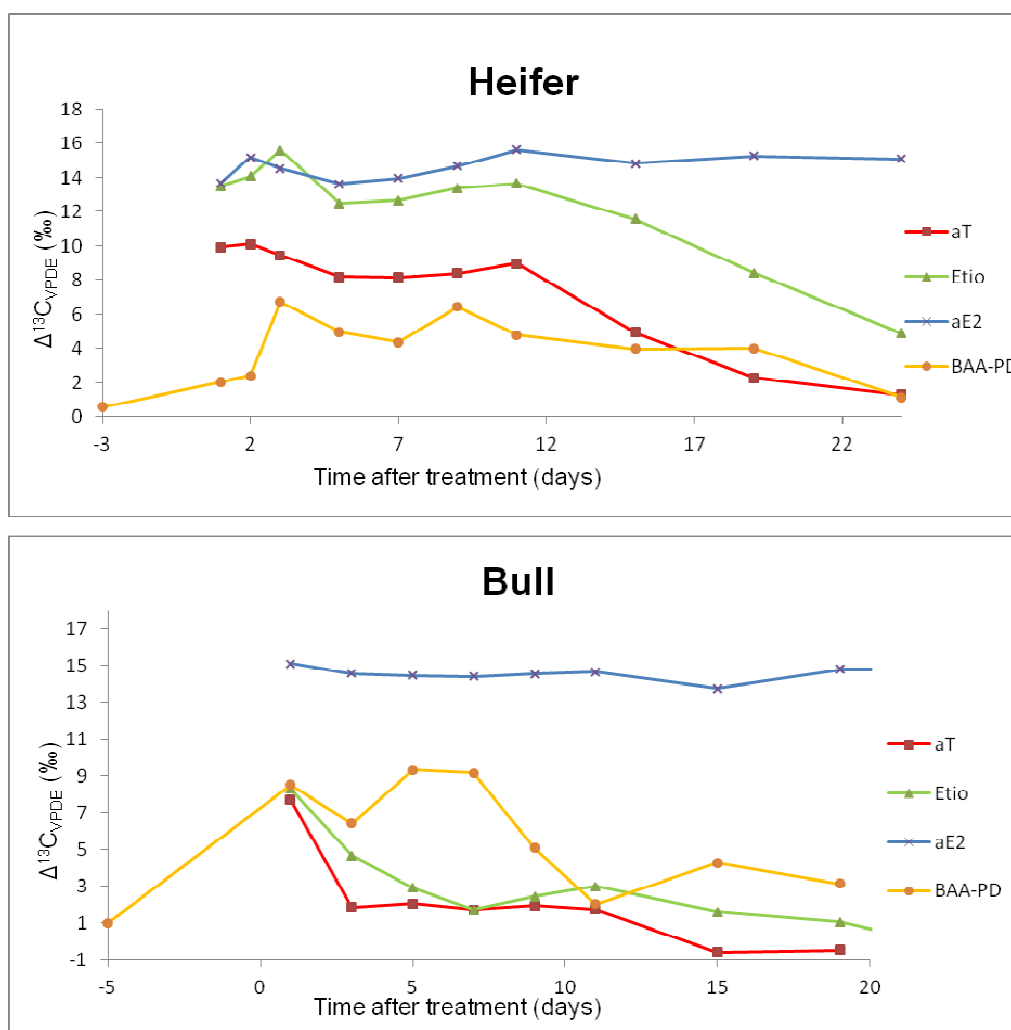 Heifer
18
16
14
12
10
8
6
4
2
0
Δ¹³C_VPDE (‰)
-3 2 7 12 17 22
Time after treatment (days)
aT
Etio
aE2
BAA-PD
Bull
17
15
13
11
9
7
5
3
1
-1
Δ¹³C_VPDE (‰)
-5 0 5 10 15 20
Time after treatment (days)
aT
Etio
aE2
BAA-PD